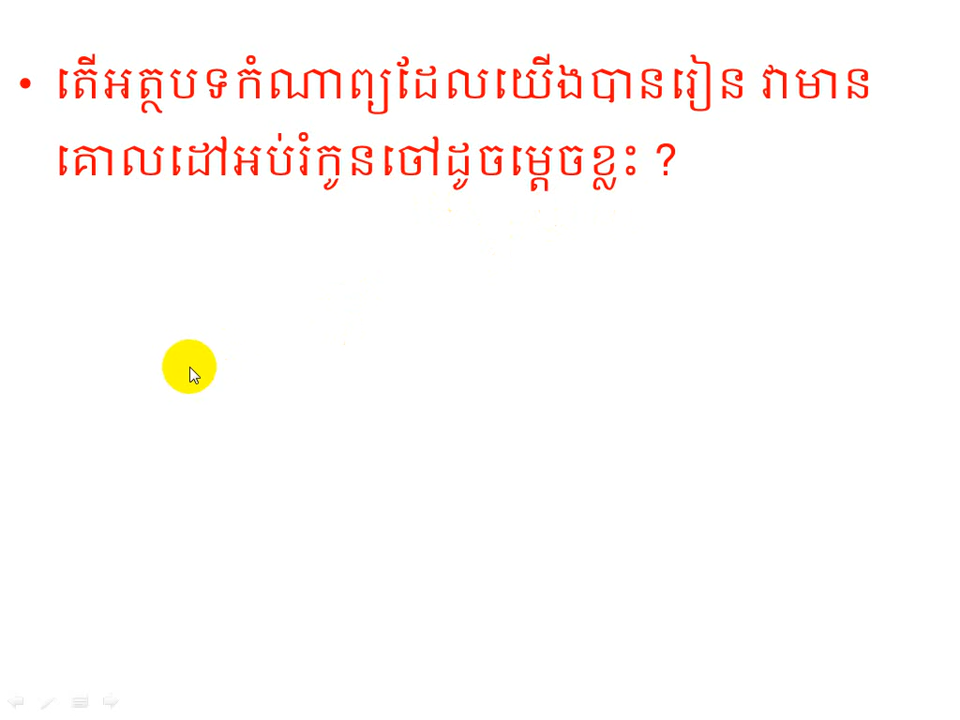 • តើអត្ថបទកំណាព្យដែលយើងបានរៀន វាមាន
គោលដៅអប់រំកូនចៅដូចម្ដេចខ្លះ ?